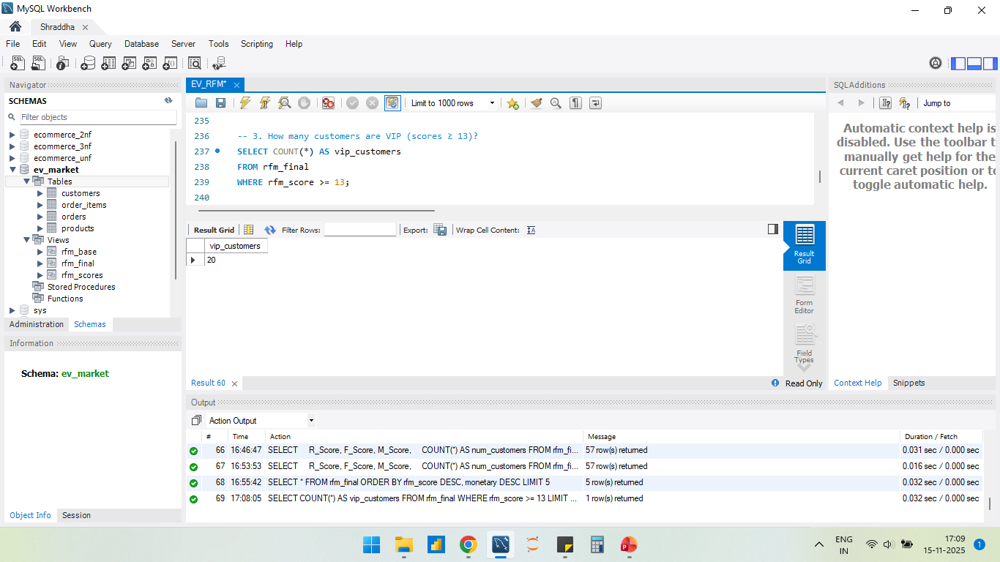 MySQL Workbench
Shraddha
File Edit View Query Database Server Tools Scripting Help
Navigator
SCHEMAS
Filter objects
ecommerce_2nf
ecommerce_3nf
ecommerce_unf
ev_market
Tables
customers
order_items
orders
products
Views
rfm_base
rfm_final
rfm_scores
Stored Procedures
Functions
sys
Administration Schemas
Information
Schema: ev_market
Object Info Session
EV_RFM*
Limit to 1000 rows
235
236 -- 3. How many customers are VIP (scores ≥ 13)?
237 SELECT COUNT(*) AS vip_customers
238 FROM rfm_final
239 WHERE rfm_score >= 13;
240
Result Grid Filter Rows: Export: Wrap Cell Content:
vip_customers
20
Result Grid
Form Editor
Field Types
Result 60
Read Only
SQLAdditions
Jump to
Automatic context help is
disabled. Use the toolbar t
manually get help for the
current caret position or to
toggle automatic help.
Context Help Snippets
Output
Action Output
# Time Action Message Duration / Fetch
66 16:46:47 SELECT R_Score, F_Score, M_Score, COUNT(*) AS num_customers FROM rfm_fi... 57 row(s) returned 0.031 sec / 0.000 sec
67 16:53:53 SELECT R_Score, F_Score, M_Score, COUNT(*) AS num_customers FROM rfm_fi... 57 row(s) returned 0.016 sec / 0.000 sec
68 16:55:42 SELECT * FROM rfm_final ORDER BY rfm_score DESC, monetary DESC LIMIT 5 5 row(s) returned 0.032 sec / 0.000 sec
69 17:08:05 SELECT COUNT(*) AS vip_customers FROM rfm_final WHERE rfm_score >= 13 LIMIT ... 1 row(s) returned 0.032 sec / 0.000 sec
ENG
IN
17:09
15-11-2025
1